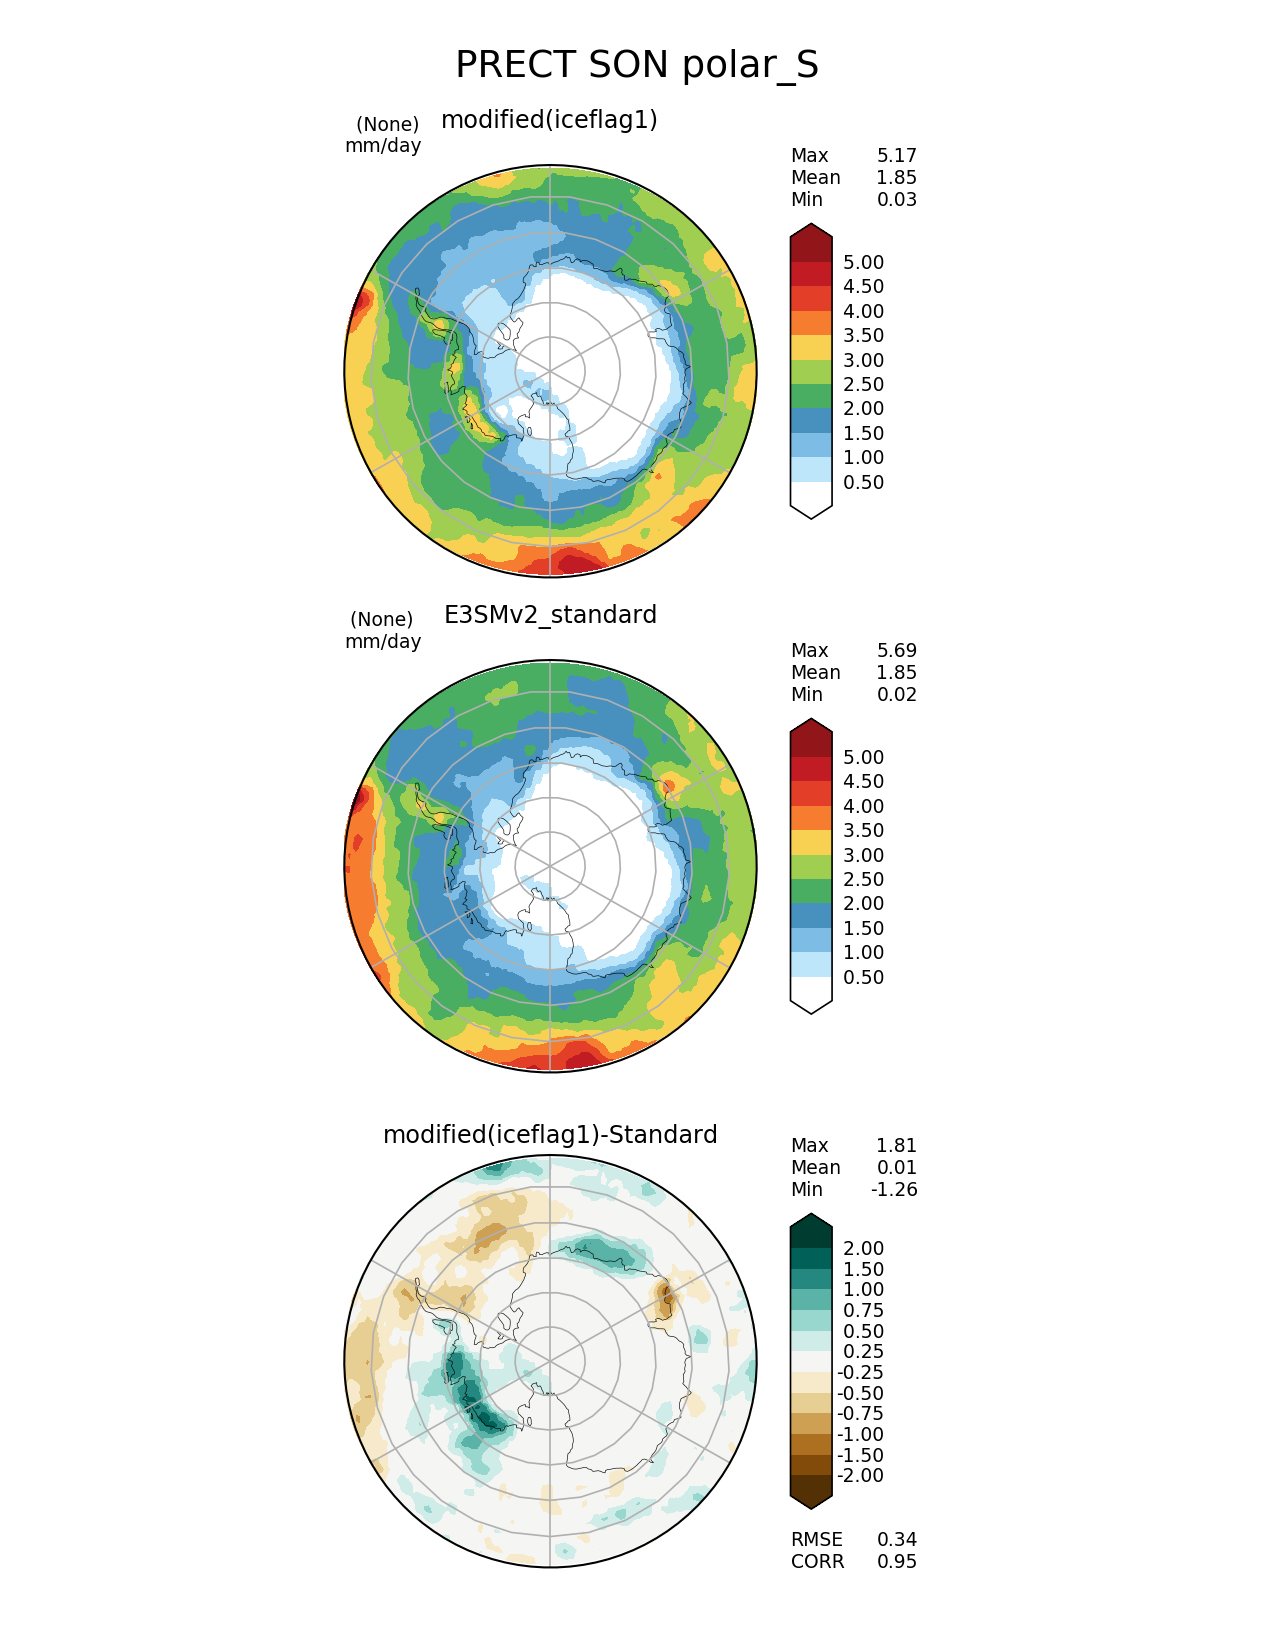 PRECT SON polar_S
(None)
mm/day
modified(iceflag1)
Max 5.17
Mean 1.85
Min 0.03
5.00
4.50
4.00
3.50
3.00
2.50
2.00
1.50
1.00
0.50
(None)
mm/day
E3SMv2_standard
Max 5.69
Mean 1.85
Min 0.02
5.00
4.50
4.00
3.50
3.00
2.50
2.00
1.50
1.00
0.50
modified(iceflag1)-Standard
Max 1.81
Mean 0.01
Min -1.26
2.00
1.50
1.00
0.75
0.50
0.25
-0.25
-0.50
-0.75
-1.00
-1.50
-2.00
RMSE 0.34
CORR 0.95